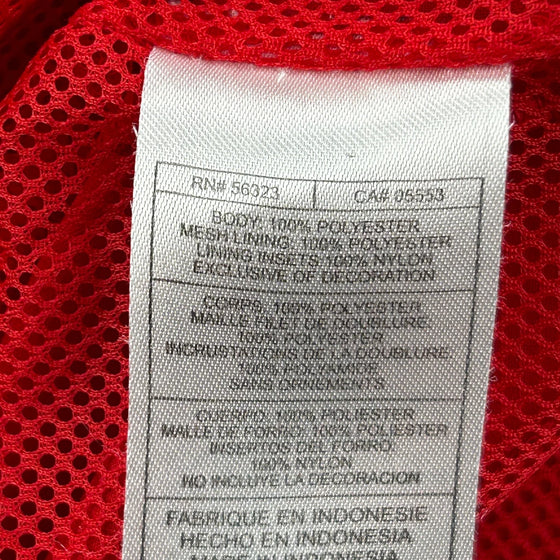 RN# 56323 CA# 05553
BODY: 100% POLYESTER
MESH LINING: 100% POLYESTER
LINING INSETS 100% NYLON
EXCLUSIVE OF DECORATION
CORPS. 100% POLYESTER
MAILLE FILET DE DOUBLURE:
100% POLYESTER
INCRUSTATIONS DE LA DOUBLURE:
100% POLYAMIDE
SANS ORNEMENTS
CUERPO. 100% POLIESTER
MALLE DE FORRO: 100% POLIESTER
INSERTOS DEL FORRO:
100% NYLON
NO INCLUYE LA DECORACION
FABRIQUE EN INDONESIE
HECHO EN INDONESIA
MADE IN INDONESIA